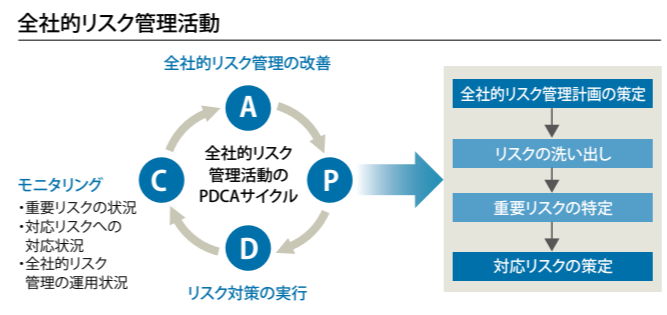 全社的リスク管理活動
全社的リスク管理の改善
A
全社的リスク
管理活動の
PDCAサイクル
C
P
D
モニタリング
・重要リスクの状況
・対応リスクへの
対応状況
・全社的リスク
管理の運用状況
リスク対策の実行
全社的リスク管理計画の策定
リスクの洗い出し
重要リスクの特定
対応リスクの策定